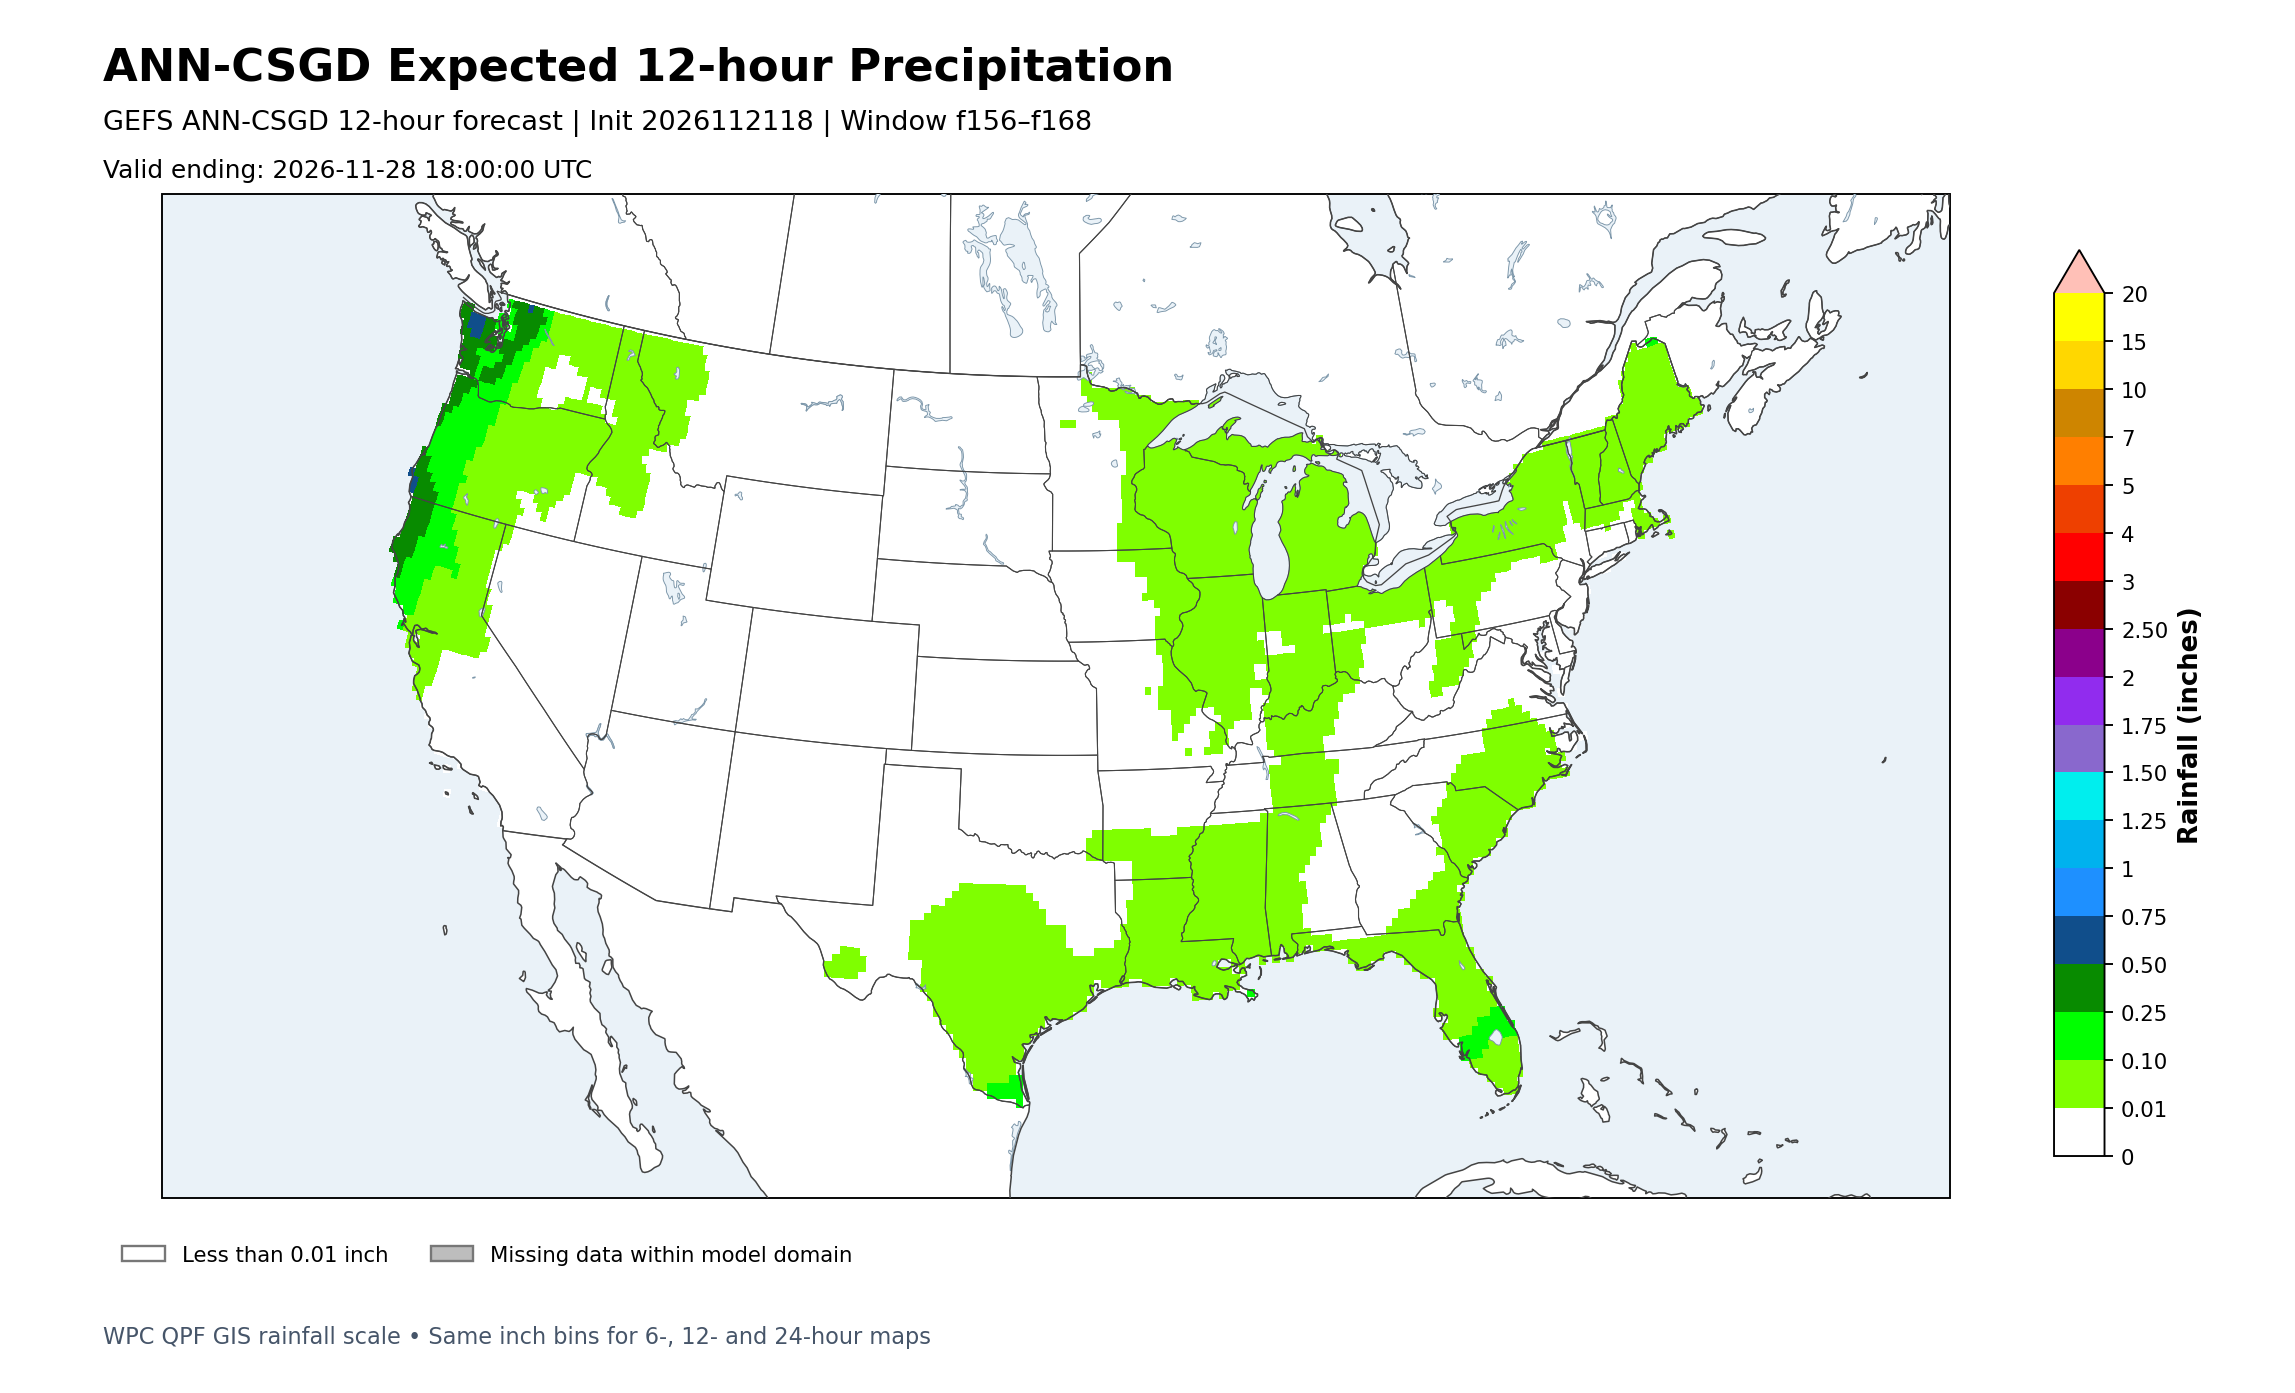 ANN-CSGD Expected 12-hour Precipitation
GEFS ANN-CSGD 12-hour forecast | Init 2026112118 | Window f156–f168
Valid ending: 2026-11-28 18:00:00 UTC
20
15
10
7
5
4
3
2.50
2
1.75
1.50
1.25
1
0.75
0.50
0.25
0.10
0.01
0
Rainfall (inches)
Less than 0.01 inch
Missing data within model domain
WPC QPF GIS rainfall scale • Same inch bins for 6-, 12- and 24-hour maps